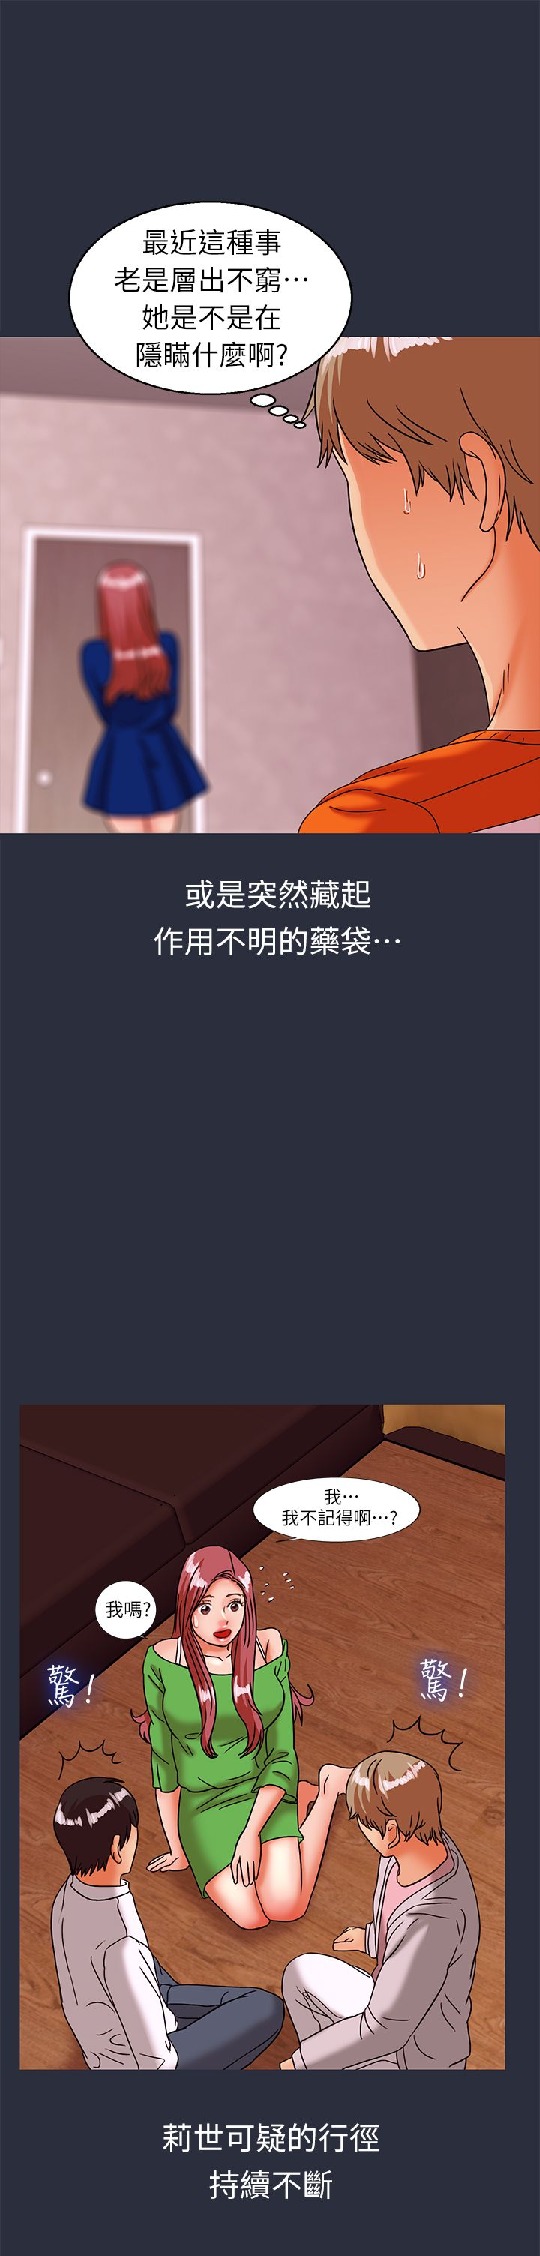 最近這種事
老是層出不窮⋯
她是不是在
隱瞞什麼啊?
或是突然藏起
作用不明的藥袋⋯
我⋯
我不記得啊⋯?
我嗎?
驚!
驚!
莉世可疑的行徑
持續不斷